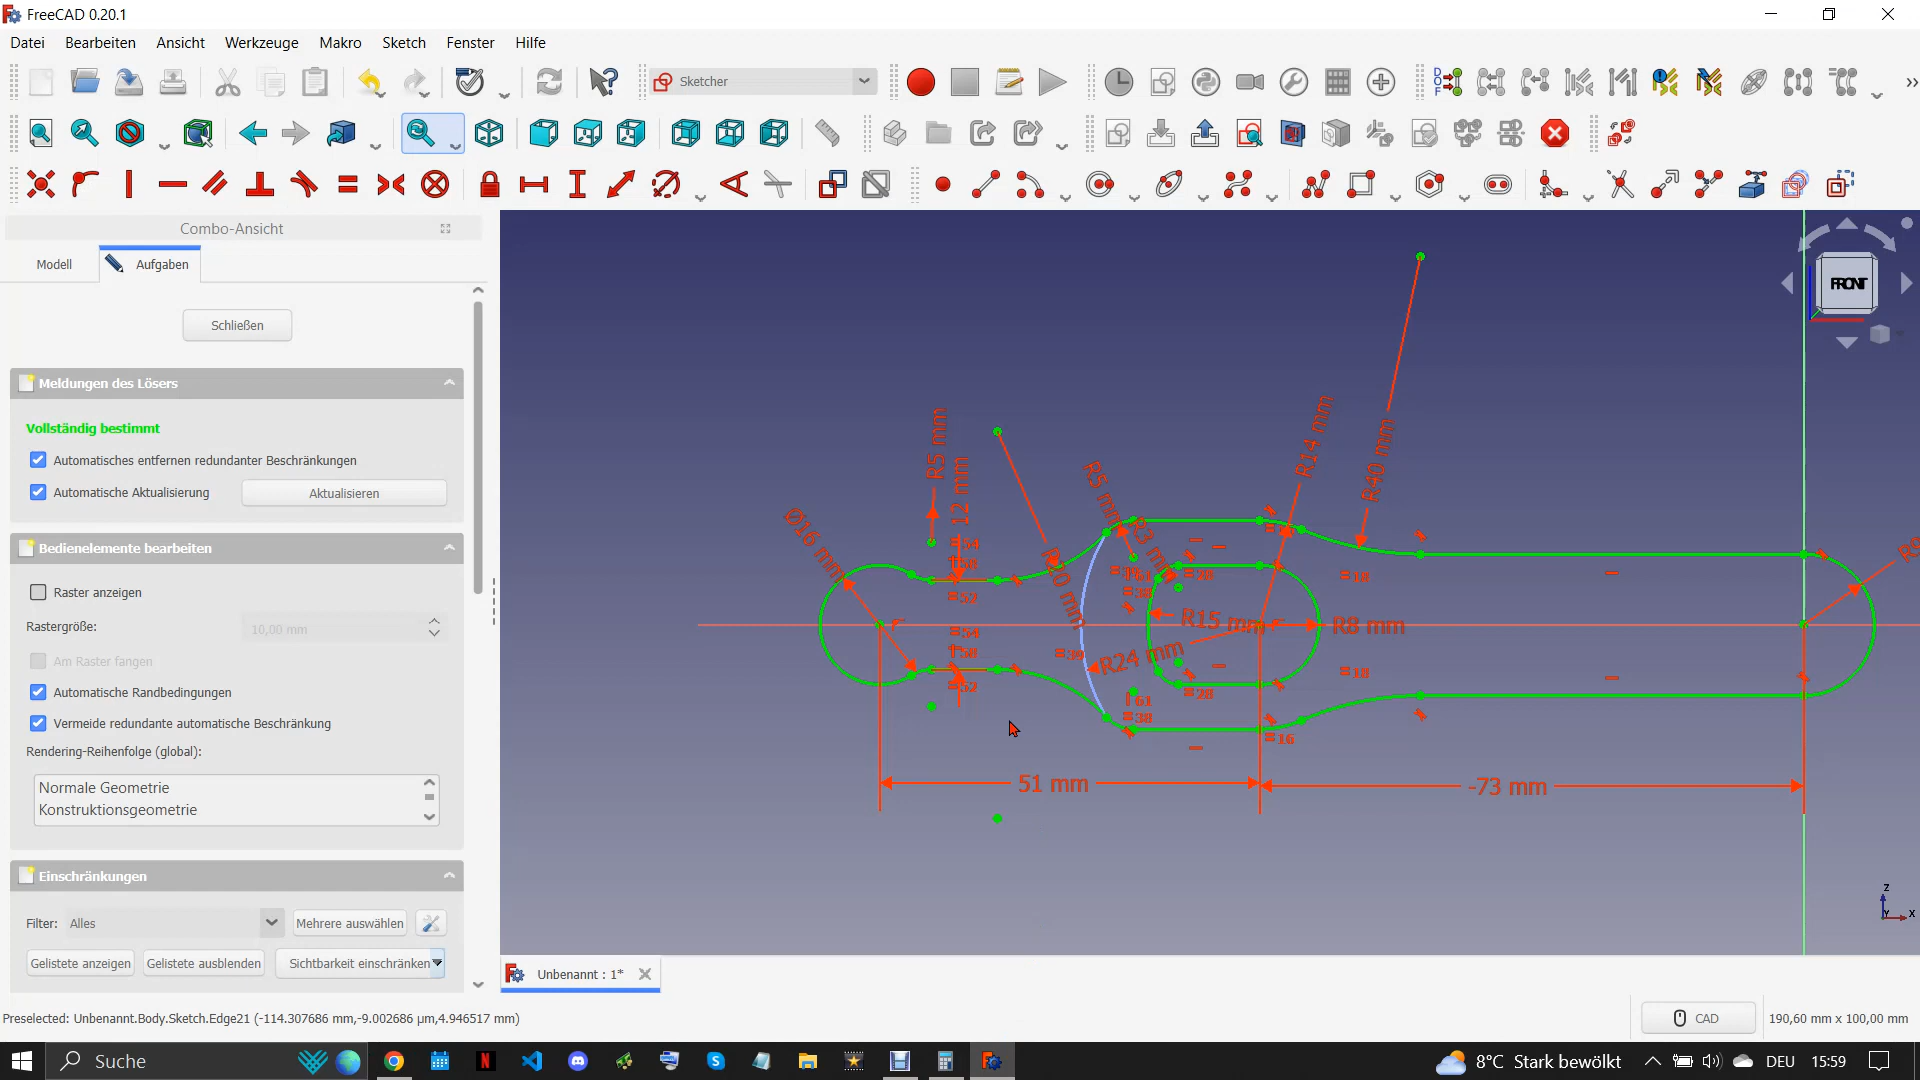 FreeCAD 0.20.1
Datei Bearbeiten Ansicht Werkzeuge Makro Sketch Fenster Hilfe
Sketcher
Combo-Ansicht
Modell Aufgaben
Schließen
Meldungen des Lösers
Vollständig bestimmt
Automatisches entfernen redundanter Beschränkungen
Automatische Aktualisierung Aktualisieren
Bedienelemente bearbeiten
Raster anzeigen
Rastergröße: 10,00 mm
Am Raster fangen
Automatische Randbedingungen
Vermeide redundante automatische Beschränkung
Rendering-Reihenfolge (global):
Normale Geometrie
Konstruktionsgeometrie
Einschränkungen
Filter: Alles Mehrere auswählen
Gelistete anzeigen Gelistete ausblenden Sichtbarkeit einschränken
FRONT
R5 mm
12 mm
Ø16 mm
R5 mm
R3 mm
R14 mm
R40 mm
R15 mm
R8 mm
R24 mm
51 mm
-73 mm
Z
X
Unbenannt : 1*
Preselected: Unbenannt.Body.Sketch.Edge21 (-114.307686 mm,-9.002686 µm,4.946517 mm)
CAD
190,60 mm x 100,00 mm
Suche
8°C Stark bewölkt
DEU
15:59